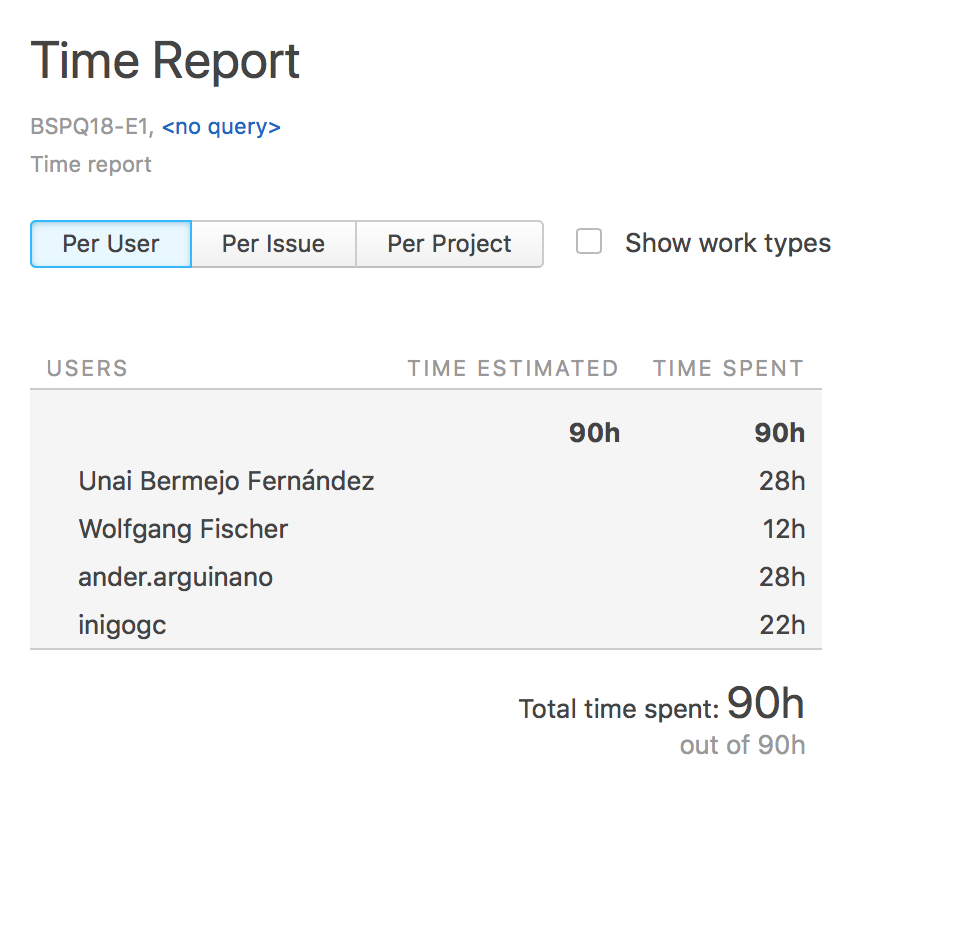 Time Report
BSPQ18-E1, <no query>
Time report
Per User Per Issue Per Project Show work types
USERS TIME ESTIMATED TIME SPENT
90h 90h
Unai Bermejo Fernández 28h
Wolfgang Fischer 12h
ander.arguinano 28h
inigogc 22h
Total time spent: 90h
out of 90h